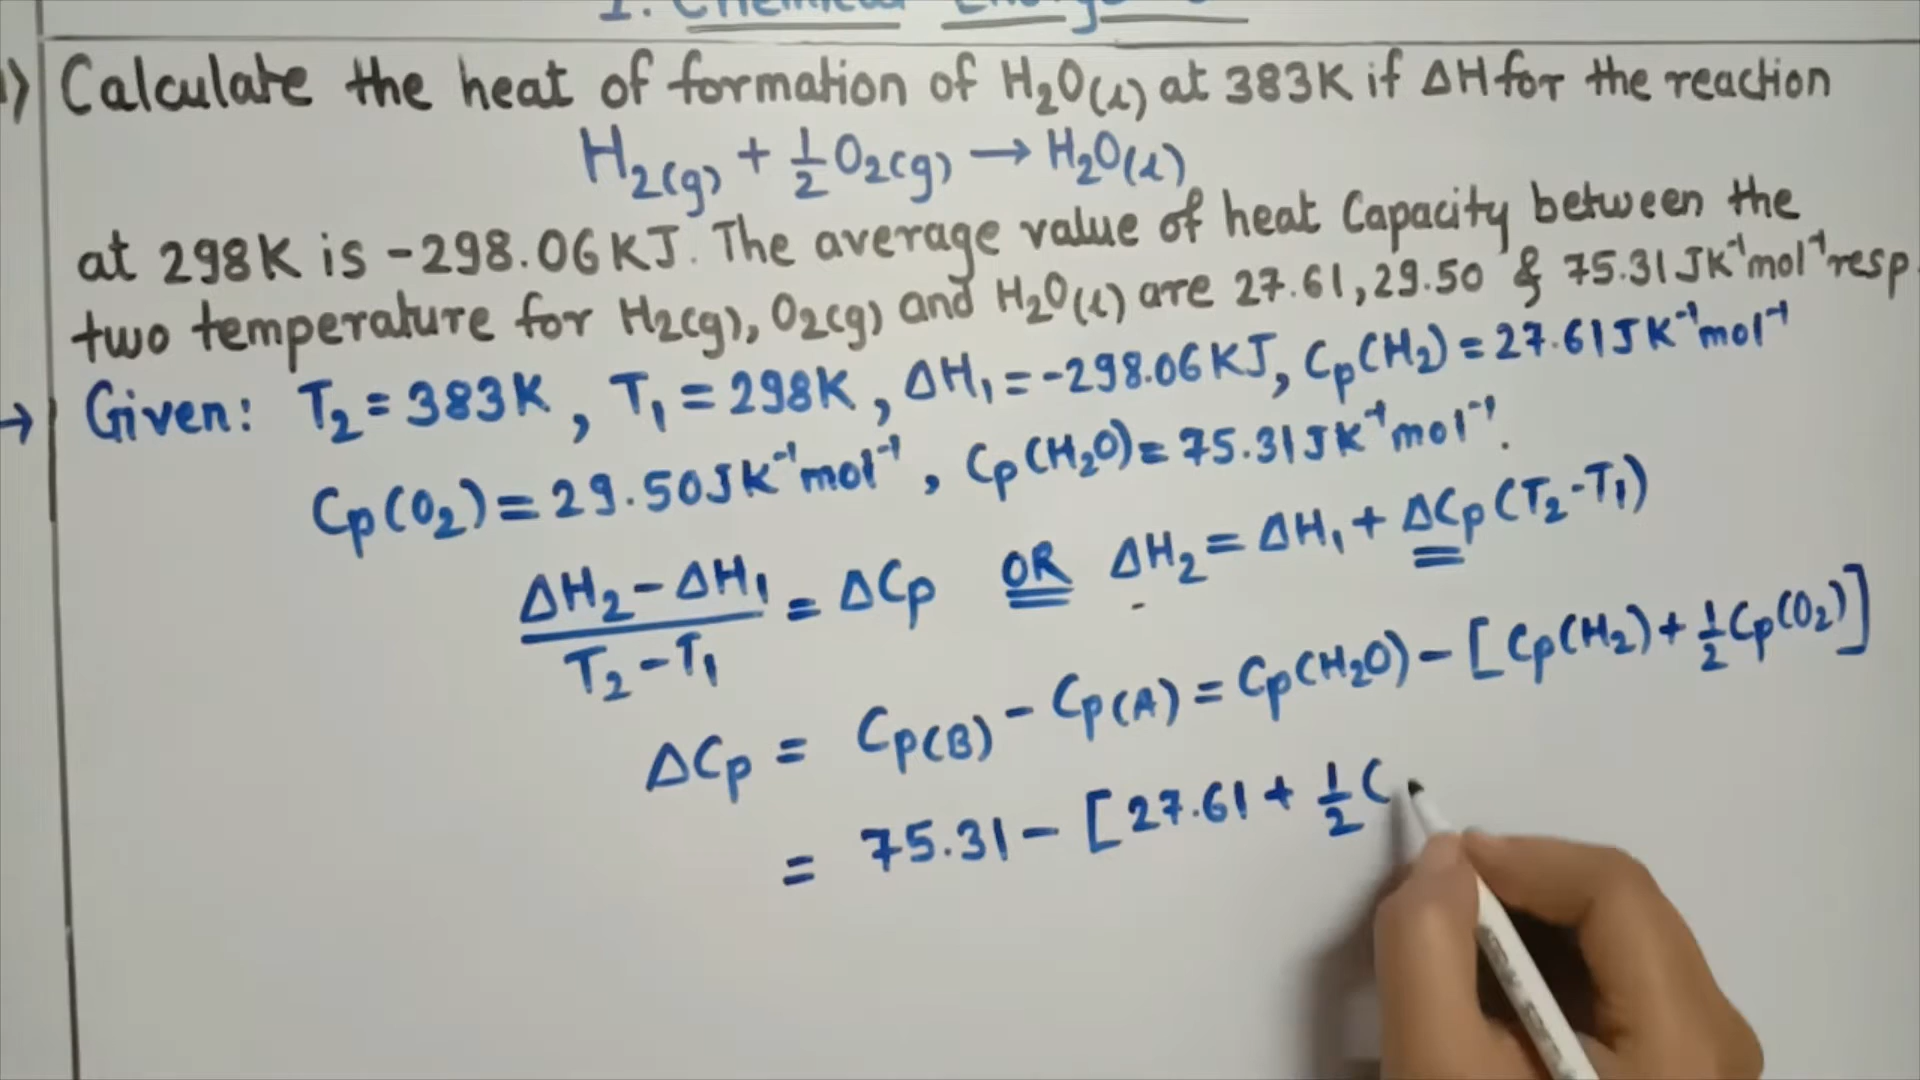 1. Chemical
1) Calculate the heat of formation of H₂O(l) at 383K if ΔH for the reaction
H₂(g) + ½O₂(g) → H₂O(l)
at 298K is -298.06KJ. The average value of heat Capacity between the
two temperature for H₂(g), O₂(g) and H₂O(l) are 27.61, 29.50 & 75.31 JK⁻¹mol⁻¹ resp.
→ Given: T₂ = 383K, T₁ = 298K, ΔH₁ = -298.06KJ, Cp(H₂) = 27.61JK⁻¹mol⁻¹
Cp(O₂) = 29.50JK⁻¹mol⁻¹, Cp(H₂O) = 75.31JK⁻¹mol⁻¹.
ΔH₂ - ΔH₁ / T₂ - T₁ = ΔCp OR ΔH₂ = ΔH₁ + ΔCp(T₂-T₁)
ΔCp = Cp(B) - Cp(A) = Cp(H₂O) - [Cp(H₂) + ½Cp(O₂)]
= 75.31 - [27.61 + ½(